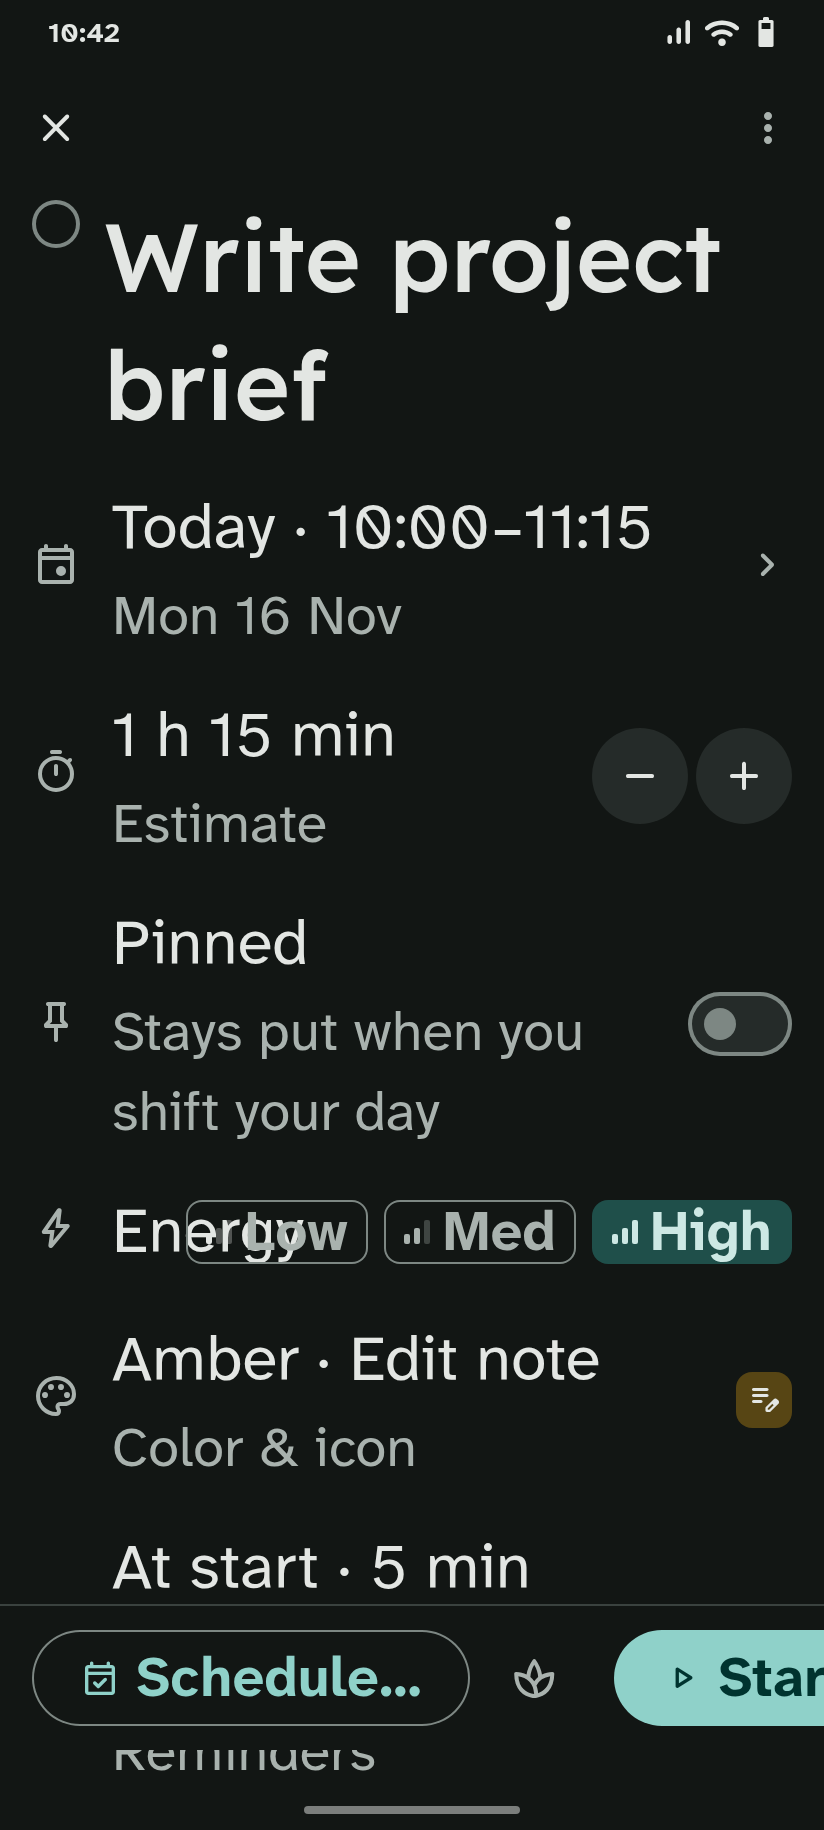 10:42
Write project
brief
Today · 10:00–11:15
Mon 16 Nov
1 h 15 min
Estimate
Pinned
Stays put when you
shift your day
Energy Low Med High
Amber · Edit note
Color & icon
At start · 5 min
Schedule... Star
Reminders